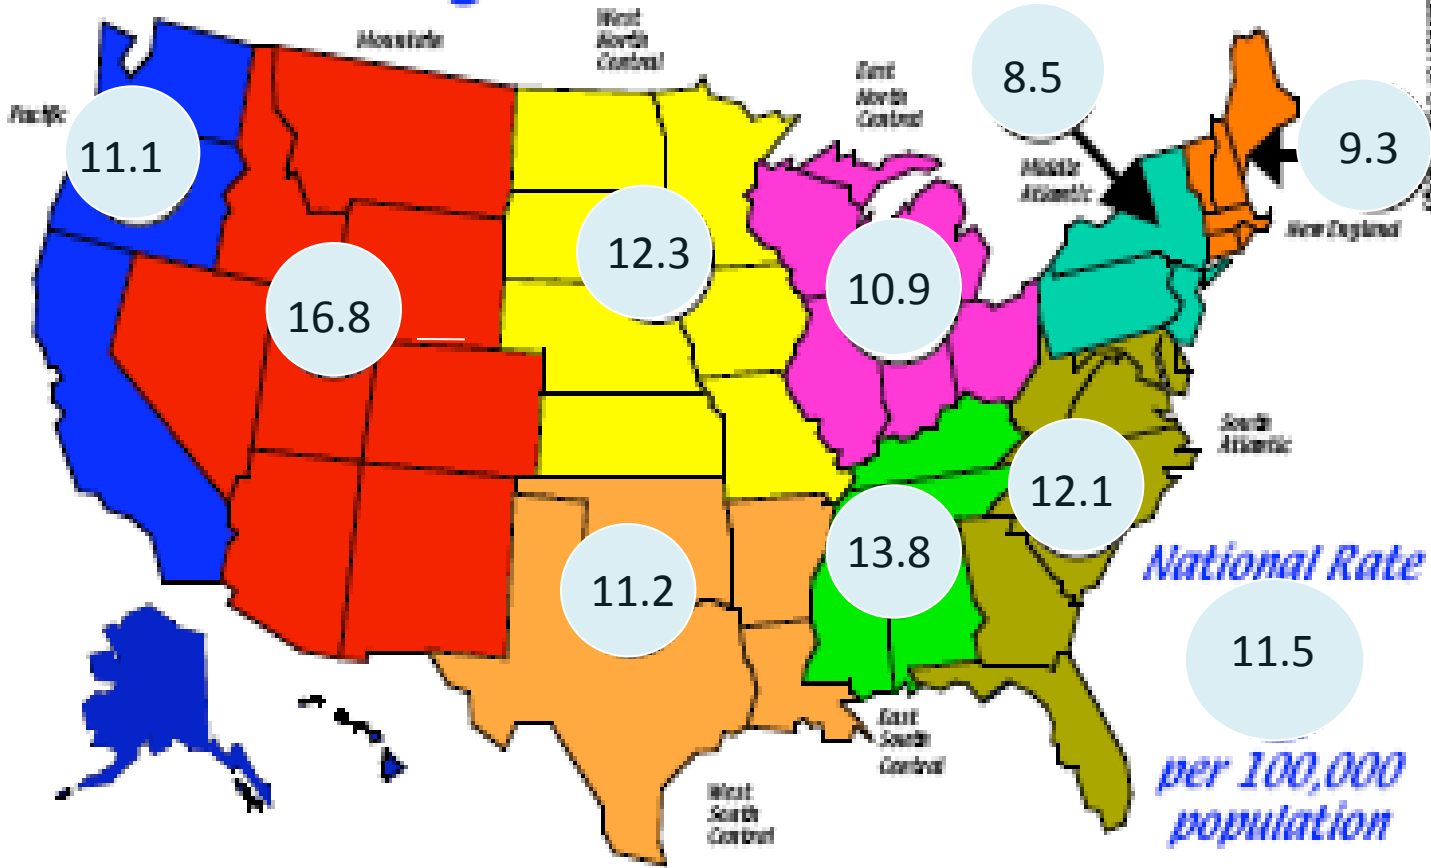 Mountain
West
North
Central
Pacific
11.1
16.8
12.3
East
North
Central
10.9
8.5
Middle
Atlantic
9.3
New England
South
Atlantic
12.1
13.8
11.2
East
South
Central
West
South
Central
National Rate
11.5
per 100,000
population